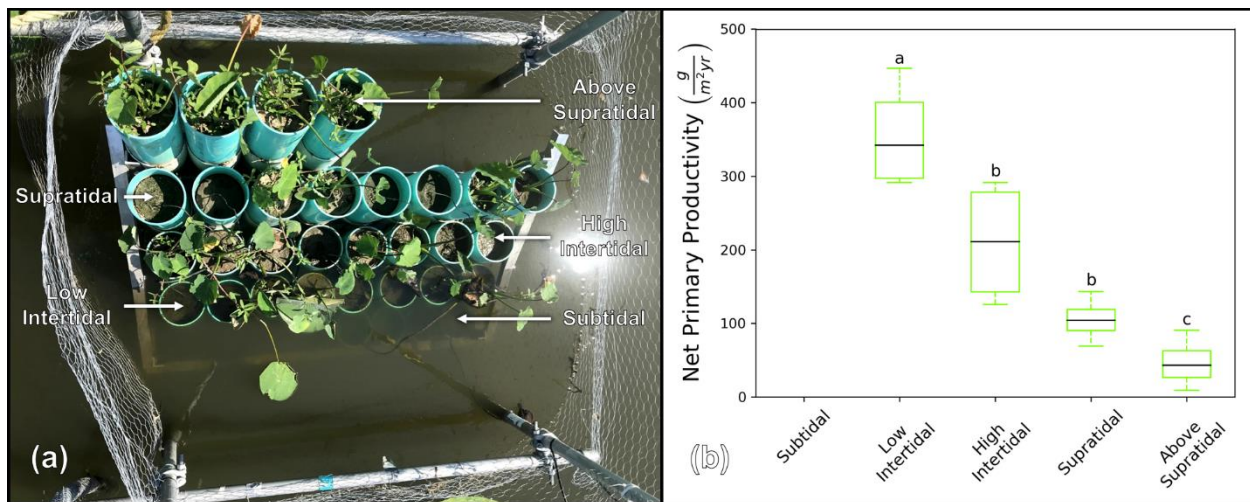 Above
Supratidal
Supratidal
High
Intertidal
Low
Intertidal
Subtidal
(a)
Net Primary Productivity (g/m²yr)
500
400
300
200
100
0
a
b
b
c
(b)
Subtidal
Low
Intertidal
High
Intertidal
Supratidal
Above
Supratidal